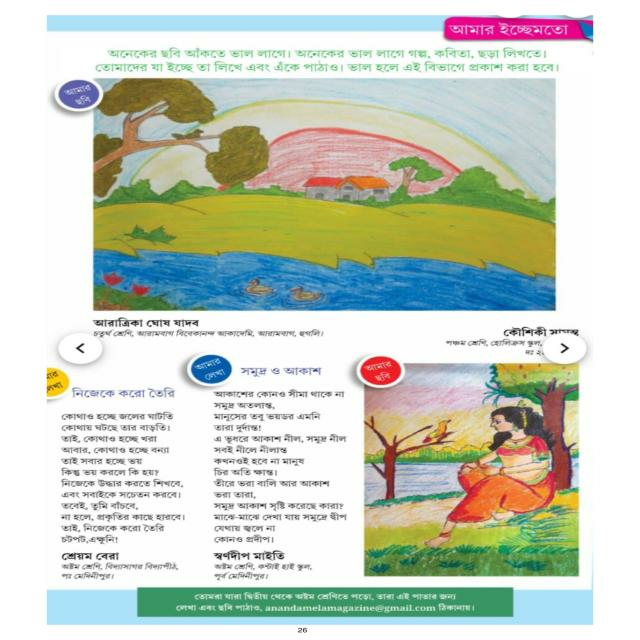 আমার ইচ্ছেমতো
অনেকের ছবি আঁকতে ভাল লাগে। অনেকের ভাল লাগে গল্প, কবিতা, ছড়া লিখতে।
তোমাদের যা ইচ্ছে তা লিখে এবং এঁকে পাঠাও। ভাল হলে এই বিভাগে প্রকাশ করা হবে।
আমার
ছবি
আরাত্রিকা ঘোষ যাদব
চতুর্থ শ্রেণি, আরামবাগ বিবেকানন্দ আকাদেমি, আরামবাগ, হুগলি।
কৌশিকী সামন্ত
পঞ্চম শ্রেণি, হোলিক্রস স্কুল,
দঃ ২
লেখা
নিজেকে করো তৈরি
কোথাও হচ্ছে জলের ঘাটতি
কোথায় ঘটছে তার বাড়তি।
তাই, কোথাও হচ্ছে খরা
আবার, কোথাও হচ্ছে বন্যা
তাই সবার হচ্ছে ভয়
কিন্তু ভয় করলে কি হয়?
নিজেকে উদ্ধার করতে শিখবে,
এবং সবাইকে সচেতন করবে।
তবেই, তুমি বাঁচবে,
না হলে, প্রকৃতির কাছে হারবে।
তাই, নিজেকে করো তৈরি
চটপট,এক্ষুনি!
শ্রেয়ম বেরা
অষ্টম শ্রেণি, বিদ্যাসাগর বিদ্যাপীঠ,
পঃ মেদিনীপুর।
আমার
লেখা
সমুদ্র ও আকাশ
আকাশের কোনও সীমা থাকে না
সমুদ্র অতলান্ত,
মানুসের তবু ভয়ডর এমনি
তারা দুর্দান্ত!
এ ভূধরে আকাশ নীল, সমুদ্র নীল
সবই নীলে নীলান্ত
কখনওই হবে না মানুষ
চির অতি ক্ষান্ত।
তীরে ভরা বালি আর আকাশ
ভরা তারা,
সমুদ্র আকাশ সৃষ্টি করেছে কারা?
মাঝে-মাঝে দেখা যায় সমুদ্রে দ্বীপ
যেথায় জ্বলে না
কোনও প্রদীপ।
স্বর্ণদীপ মাইতি
অষ্টম শ্রেণি, কন্টাই হাই স্কুল,
পূর্ব মেদিনীপুর।
আমার
ছবি
তোমরা যারা দ্বিতীয় থেকে অষ্টম শ্রেণিতে পড়ো, তারা এই পাতার জন্য
লেখা এবং ছবি পাঠাও, anandamelamagazine@gmail.com ঠিকানায়।
26